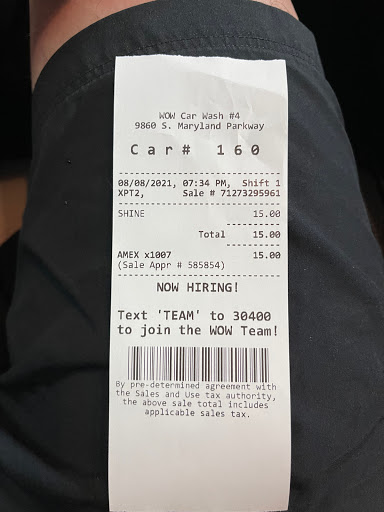 WOW Car Wash #4
9860 S. Maryland Parkway
Car# 160
08/08/2021, 07:34 PM, Shift 1
XPT2, Sale # 71273295961
SHINE 15.00
Total 15.00
AMEX x1007 15.00
(Sale Appr # 585854)
NOW HIRING!
Text 'TEAM' to 30400
to join the WOW Team!
By pre-determined agreement with
the Sales and Use tax authority,
the above sale total includes
applicable sales tax.